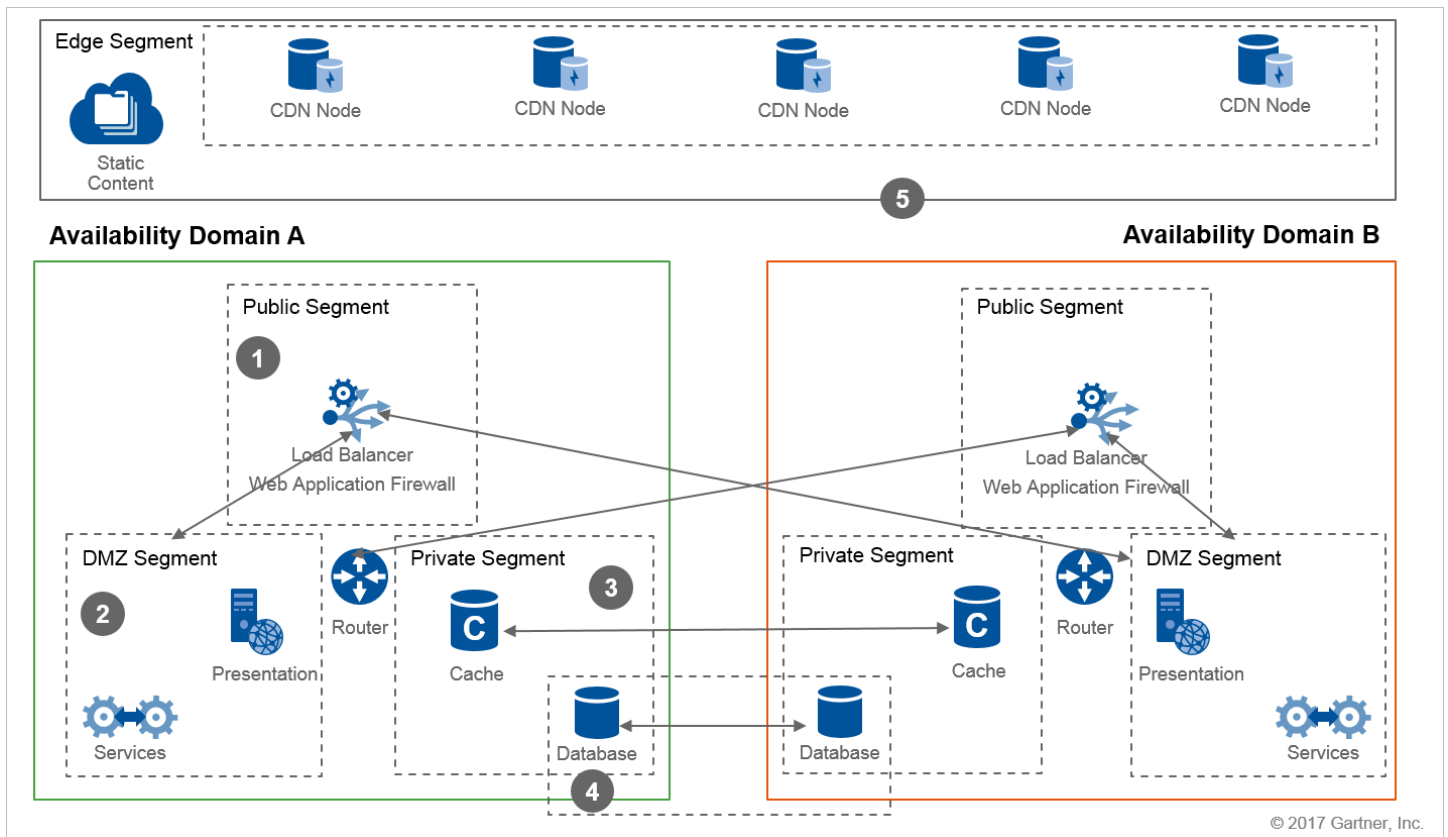 Edge Segment
Static
Content
CDN Node
CDN Node
CDN Node
CDN Node
CDN Node
5
Availability Domain A
Public Segment
1
Load Balancer
Web Application Firewall
DMZ Segment
2
Presentation
Services
Router
Private Segment
3
C
Cache
Database
4
Availability Domain B
Public Segment
Load Balancer
Web Application Firewall
Private Segment
C
Cache
Database
Router
DMZ Segment
Presentation
Services
© 2017 Gartner, Inc.